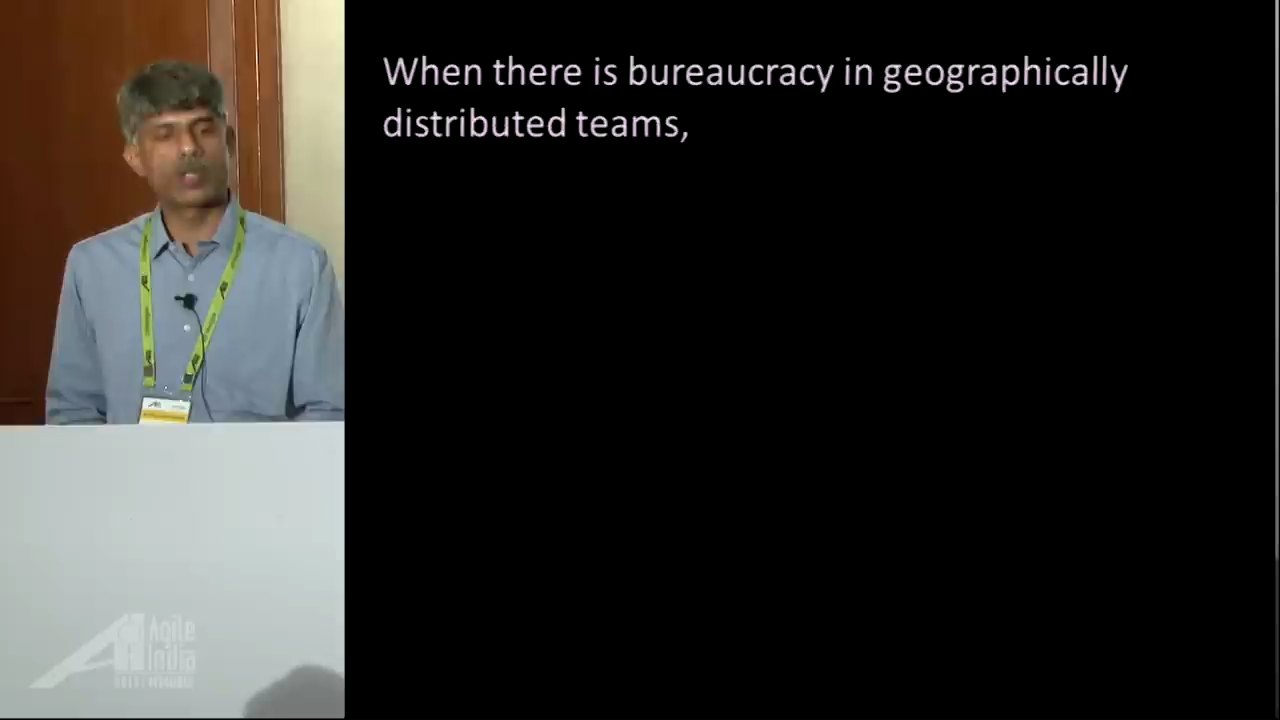 When there is bureaucracy in geographically
distributed teams,
Agile
India